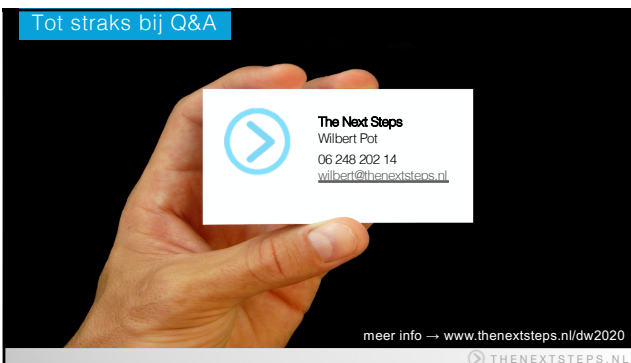 Tot straks bij Q&A
The Next Steps
Wilbert Pot
06 248 202 14
wilbert@thenextsteps.nl
meer info → www.thenextsteps.nl/dw2020
THENEXTSTEPS.NL